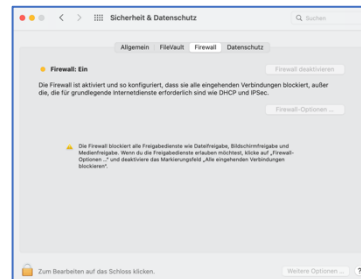 Sicherheit & Datenschutz
Suchen
Allgemein FileVault Firewall Datenschutz
Firewall: Ein
Firewall deaktivieren
Die Firewall ist aktiviert und so konfiguriert, dass sie alle eingehenden Verbindungen blockiert, außer
die, die für grundlegende Internetdienste erforderlich sind wie DHCP und IPSec.
Firewall-Optionen ...
Die Firewall blockiert alle Freigabedienste wie Dateifreigabe, Bildschirmfreigabe und
Medienfreigabe. Wenn du die Freigabedienste erlauben möchtest, klicke auf „Firewall-
Optionen ...“ und deaktiviere das Markierungsfeld „Alle eingehenden Verbindungen
blockieren“.
Zum Bearbeiten auf das Schloss klicken.
Weitere Optionen ...
?